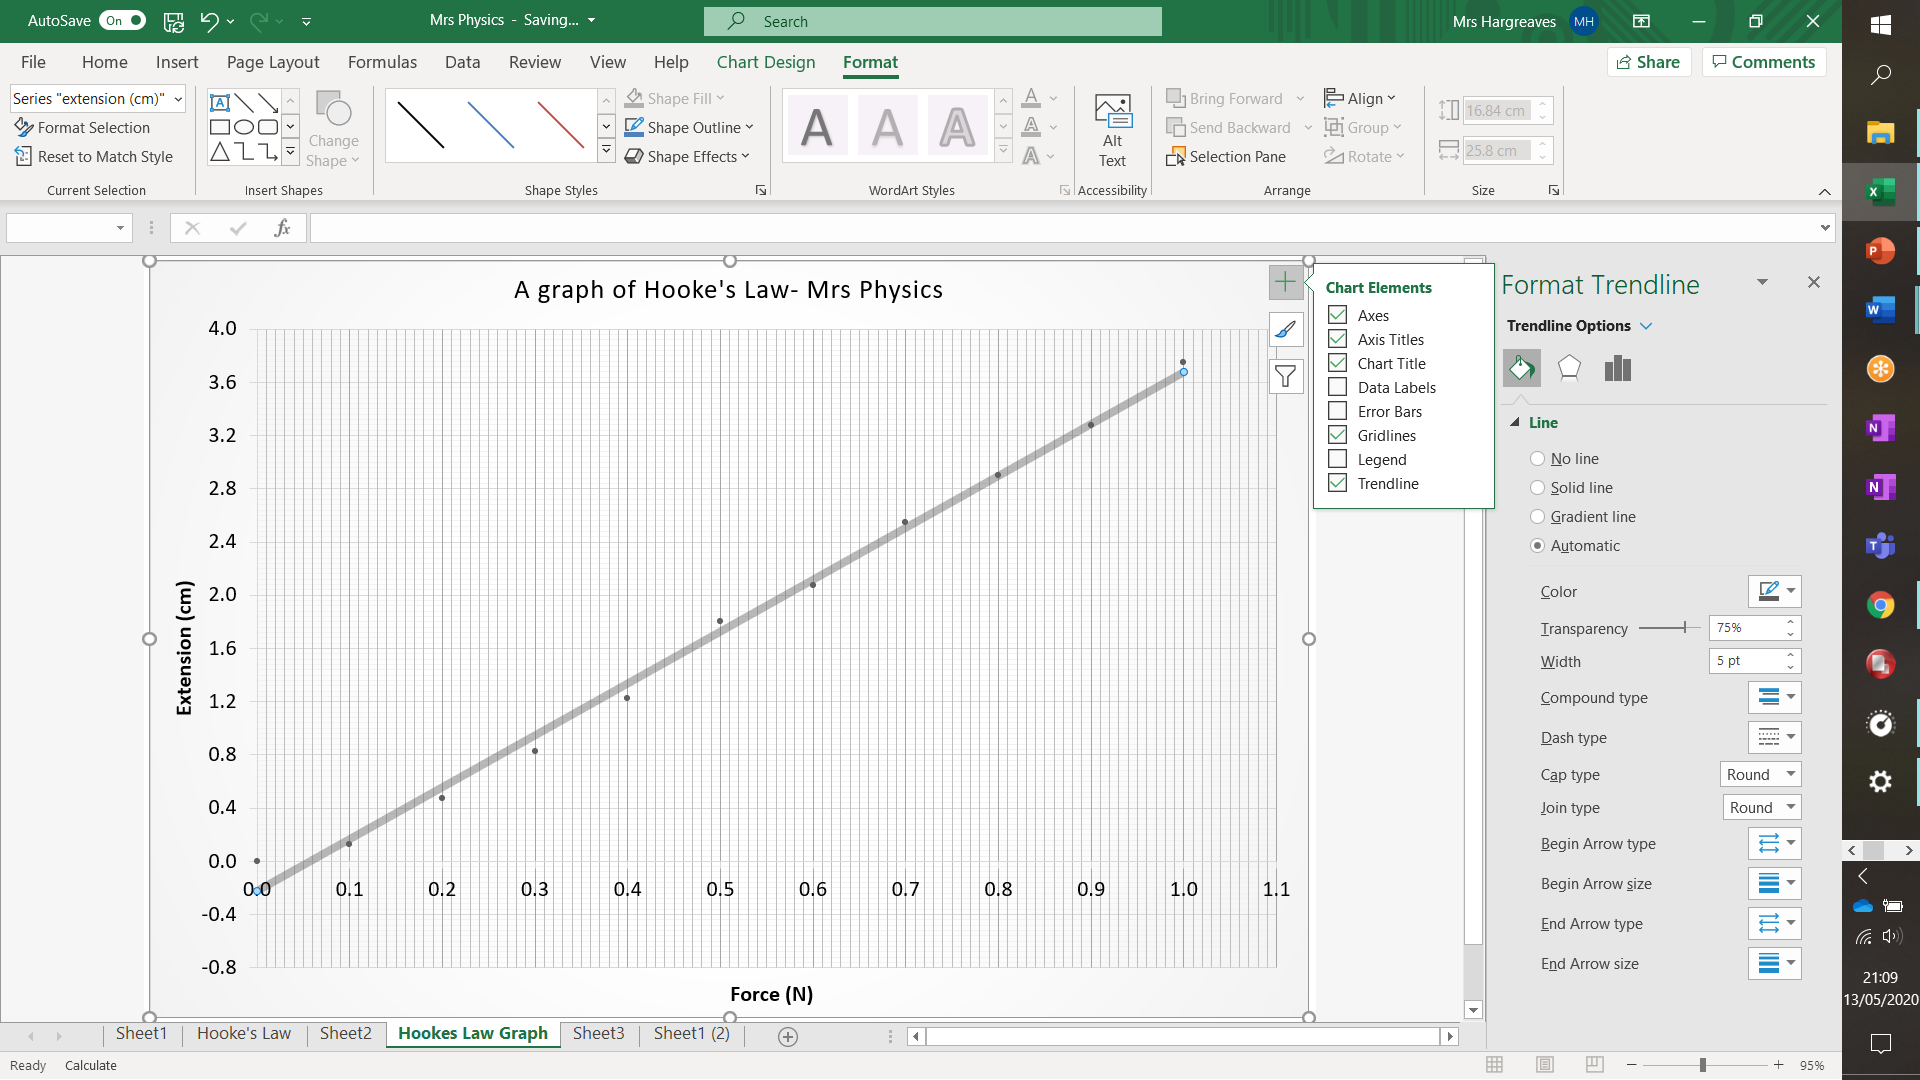 AutoSave On Mrs Physics - Saving... Search Mrs Hargreaves MH
File Home Insert Page Layout Formulas Data Review View Help Chart Design Format Share Comments
Series "extension (cm)"
Format Selection
Reset to Match Style
Current Selection
Change
Shape
Insert Shapes
Shape Fill
Shape Outline
Shape Effects
Shape Styles
A A A
WordArt Styles
Alt
Text
Accessibility
Bring Forward
Send Backward
Selection Pane
Align
Group
Rotate
Arrange
16.84 cm
25.8 cm
Size
fx
A graph of Hooke's Law- Mrs Physics
4.0
3.6
3.2
2.8
2.4
2.0
1.6
1.2
0.8
0.4
0.0
-0.4
-0.8
Extension (cm)
0.0 0.1 0.2 0.3 0.4 0.5 0.6 0.7 0.8 0.9 1.0 1.1
Force (N)
Chart Elements
Axes
Axis Titles
Chart Title
Data Labels
Error Bars
Gridlines
Legend
Trendline
Format Trendline
Trendline Options
Line
No line
Solid line
Gradient line
Automatic
Color
Transparency 75%
Width 5 pt
Compound type
Dash type
Cap type Round
Join type Round
Begin Arrow type
Begin Arrow size
End Arrow type
End Arrow size
Sheet1 Hooke's Law Sheet2 Hookes Law Graph Sheet3 Sheet1 (2)
Ready Calculate 95%
21:09
13/05/2020